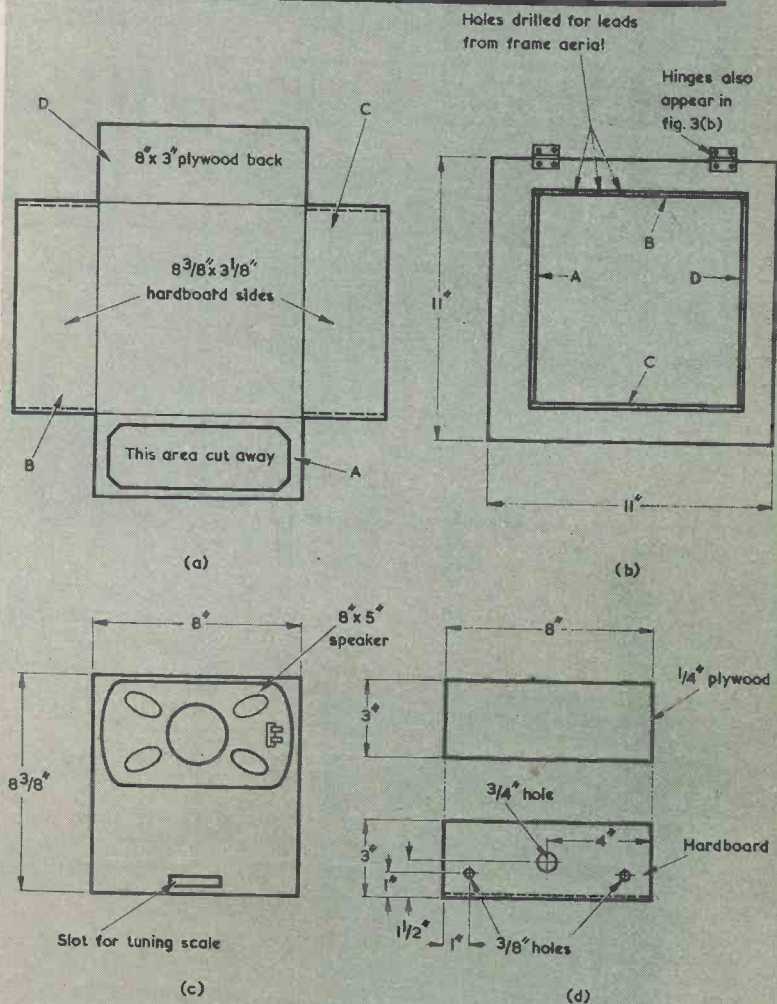 Holes drilled for leads
from frame aerial
Hinges also
appear in
fig. 3(b)
D
8"x 3" plywood back
C
8 3/8"x 3 1/8"
hardboard sides
B
This area cut away
A
(a)
B
A
D
C
11"
11"
(b)
8"
8"x 5"
speaker
8 3/8"
Slot for tuning scale
(c)
8"
1/4" plywood
3"
3/4" hole
4"
Hardboard
3"
1"
1 1/2"
1"
3/8" holes
(d)